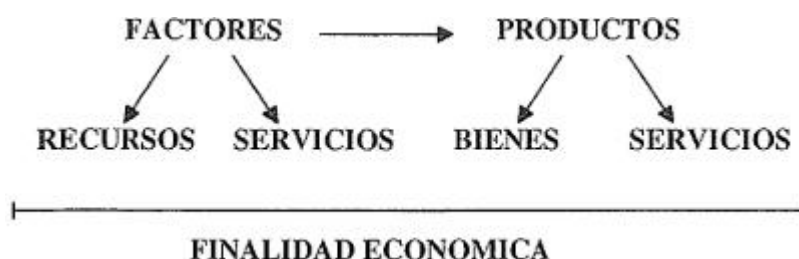 FACTORES PRODUCTOS
RECURSOS SERVICIOS BIENES SERVICIOS
FINALIDAD ECONOMICA